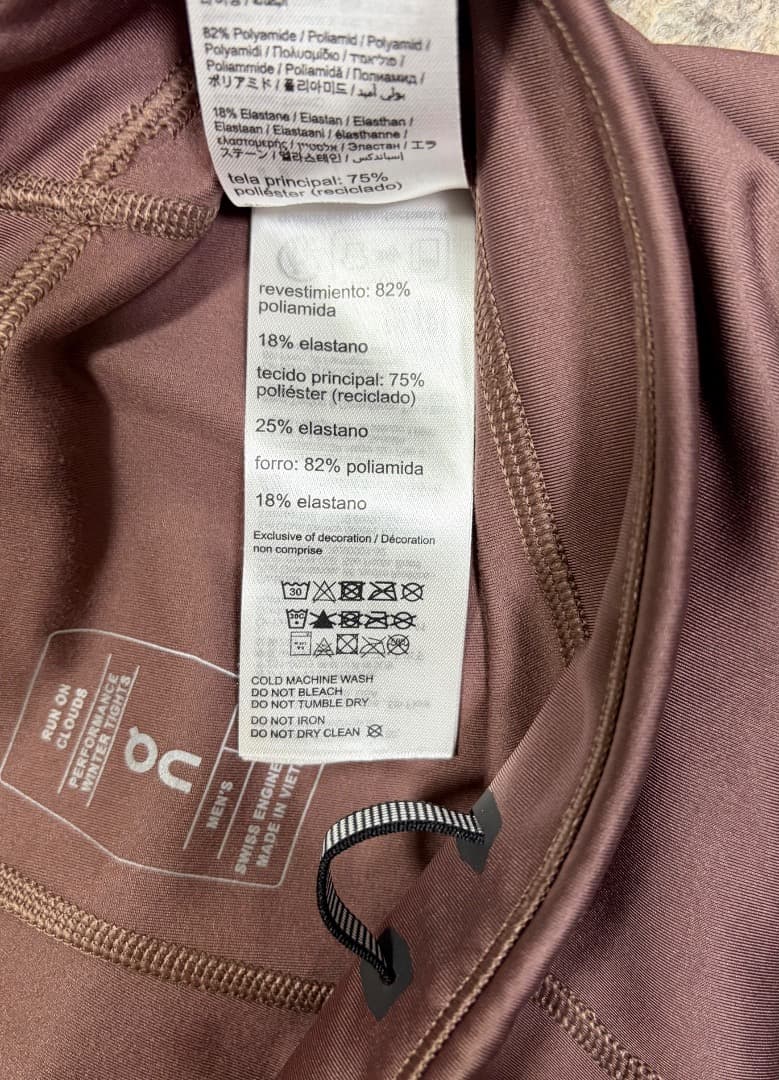 82% Polyamide / Poliamid / Polyamid /
Polyamidi / Πολυαμίδιο / פוליאמיד /
Poliammide / Poliamidă / Полиамид /
ポリアミド / 폴리아미드 / بولي أميد
18% Elastane / Elastan / Elasthan /
Elastaan / Elastaani / élasthanne /
ελαστομερής / אלסטיין / Эластан / エラ
ステーン / 엘라스테인 / إسباندكس
tela principal: 75%
poliéster (reciclado)
revestimiento: 82%
poliamida
18% elastano
tecido principal: 75%
poliéster (reciclado)
25% elastano
forro: 82% poliamida
18% elastano
Exclusive of decoration / Décoration
non comprise
30
30C
COLD MACHINE WASH
DO NOT BLEACH
DO NOT TUMBLE DRY
DO NOT IRON
DO NOT DRY CLEAN
RUN ON
CLOUDS
PERFORMANCE
WINTER TIGHTS
on
MEN'S
SWISS ENGINE
MADE IN VIET